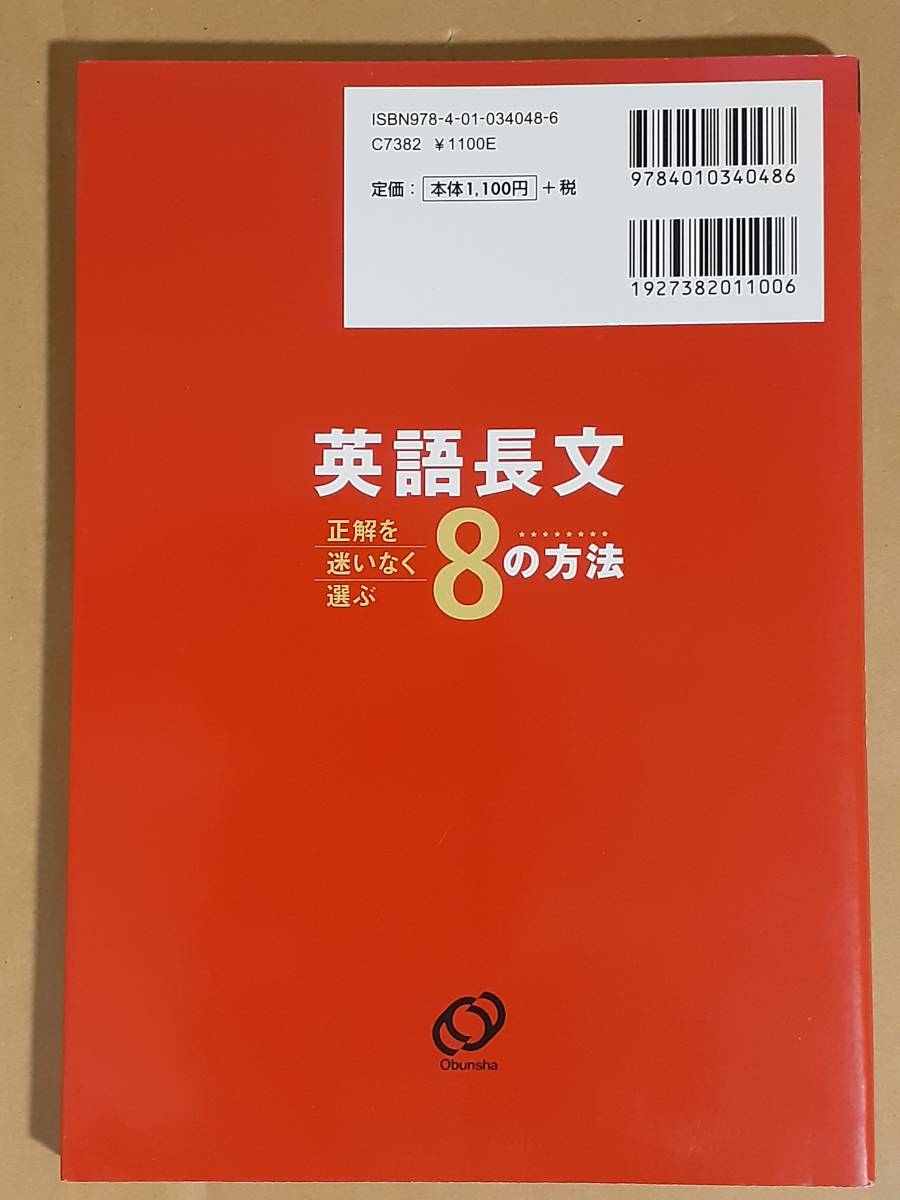 ISBN978-4-01-034048-6
C7382 ¥1100E
定価：本体1,100円+税
9784010340486
1927382011006
英語長文
正解を
迷いなく
選ぶ
8の方法
Obunsha